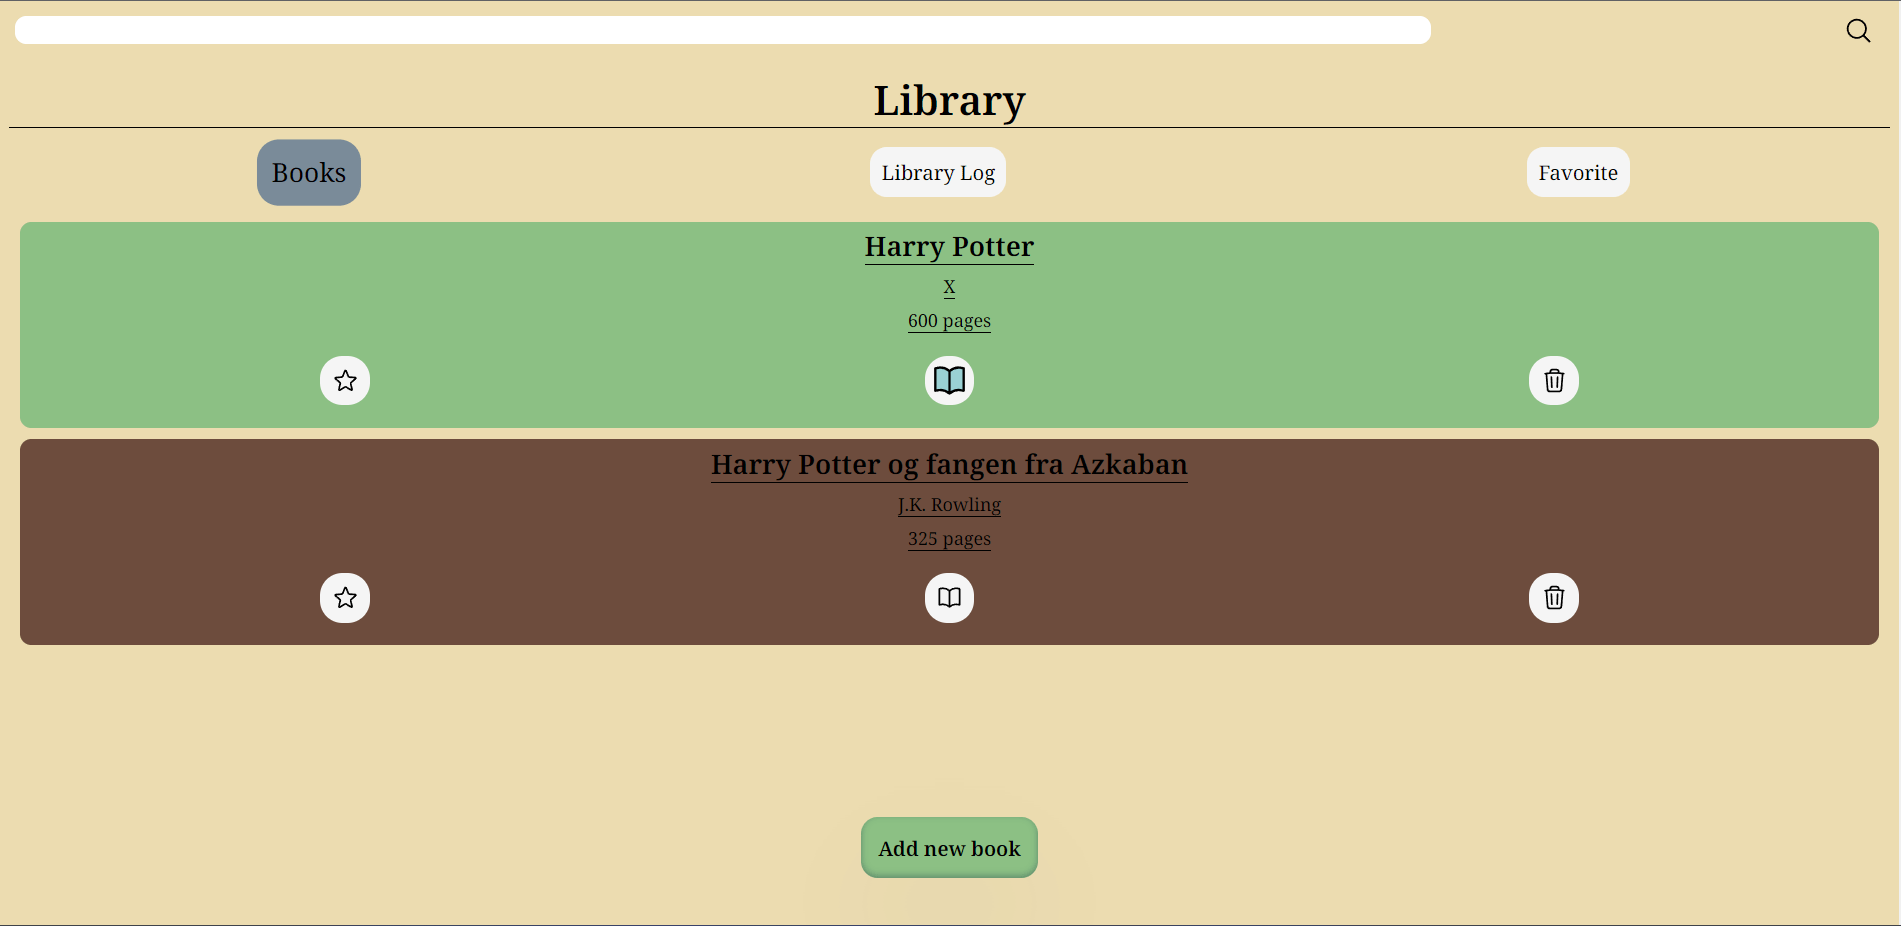 Library
Books
Library Log
Favorite
Harry Potter
X
600 pages
Harry Potter og fangen fra Azkaban
J.K. Rowling
325 pages
Add new book